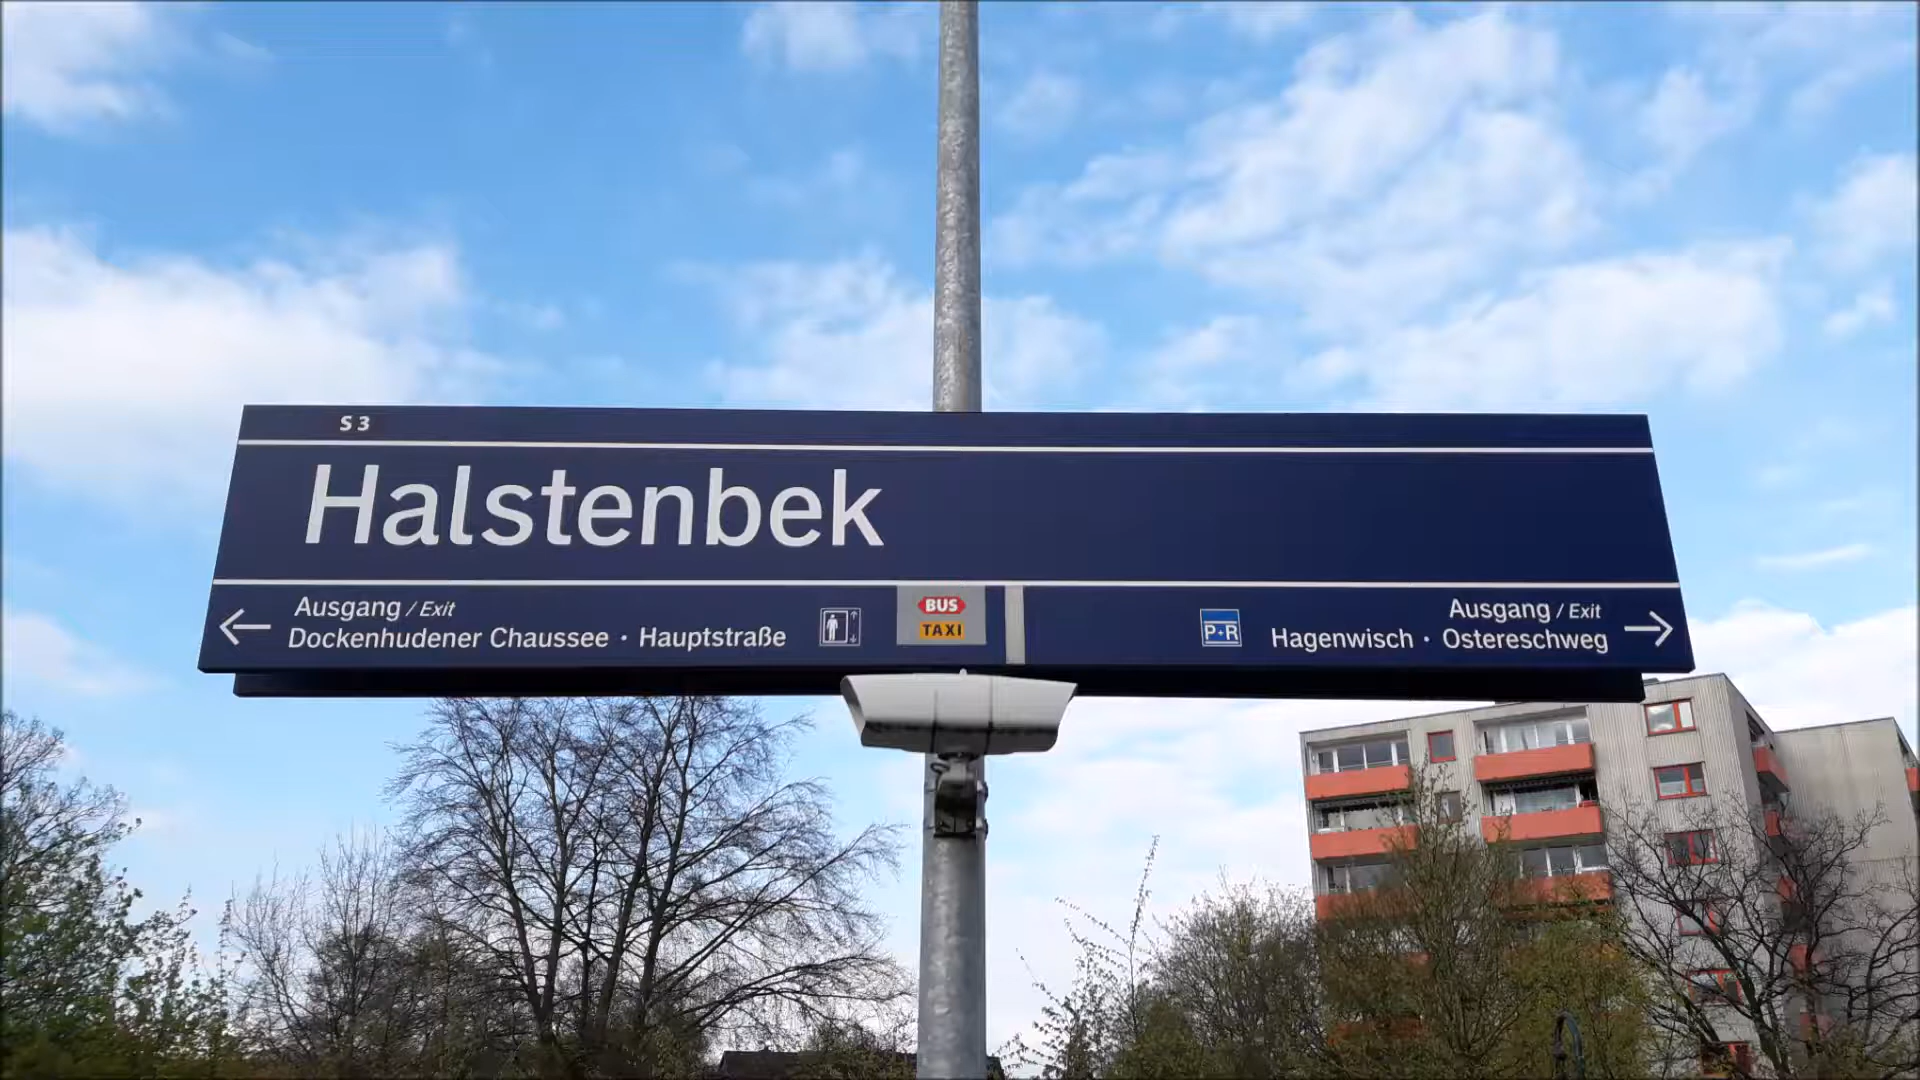 S 3
Halstenbek
Ausgang / Exit
Dockenhudener Chaussee · Hauptstraße
BUS
TAXI
P+R
Ausgang / Exit
Hagenwisch · Ostereschweg